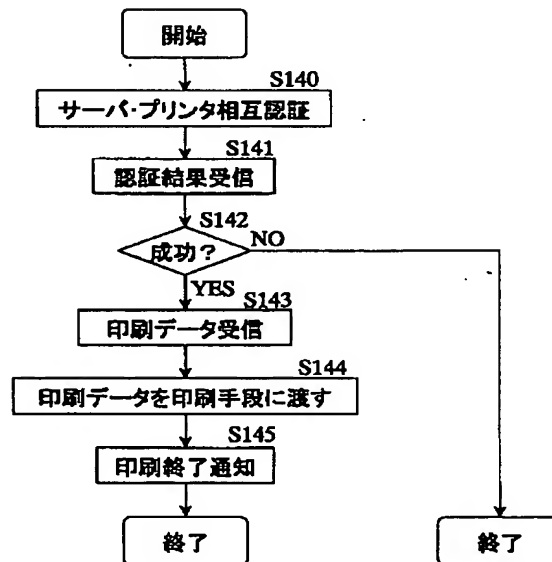 開始
S140
サーバ・プリンタ相互認証
S141
認証結果受信
S142
成功？
NO
YES
S143
印刷データ受信
S144
印刷データを印刷手段に渡す
S145
印刷終了通知
終了
終了